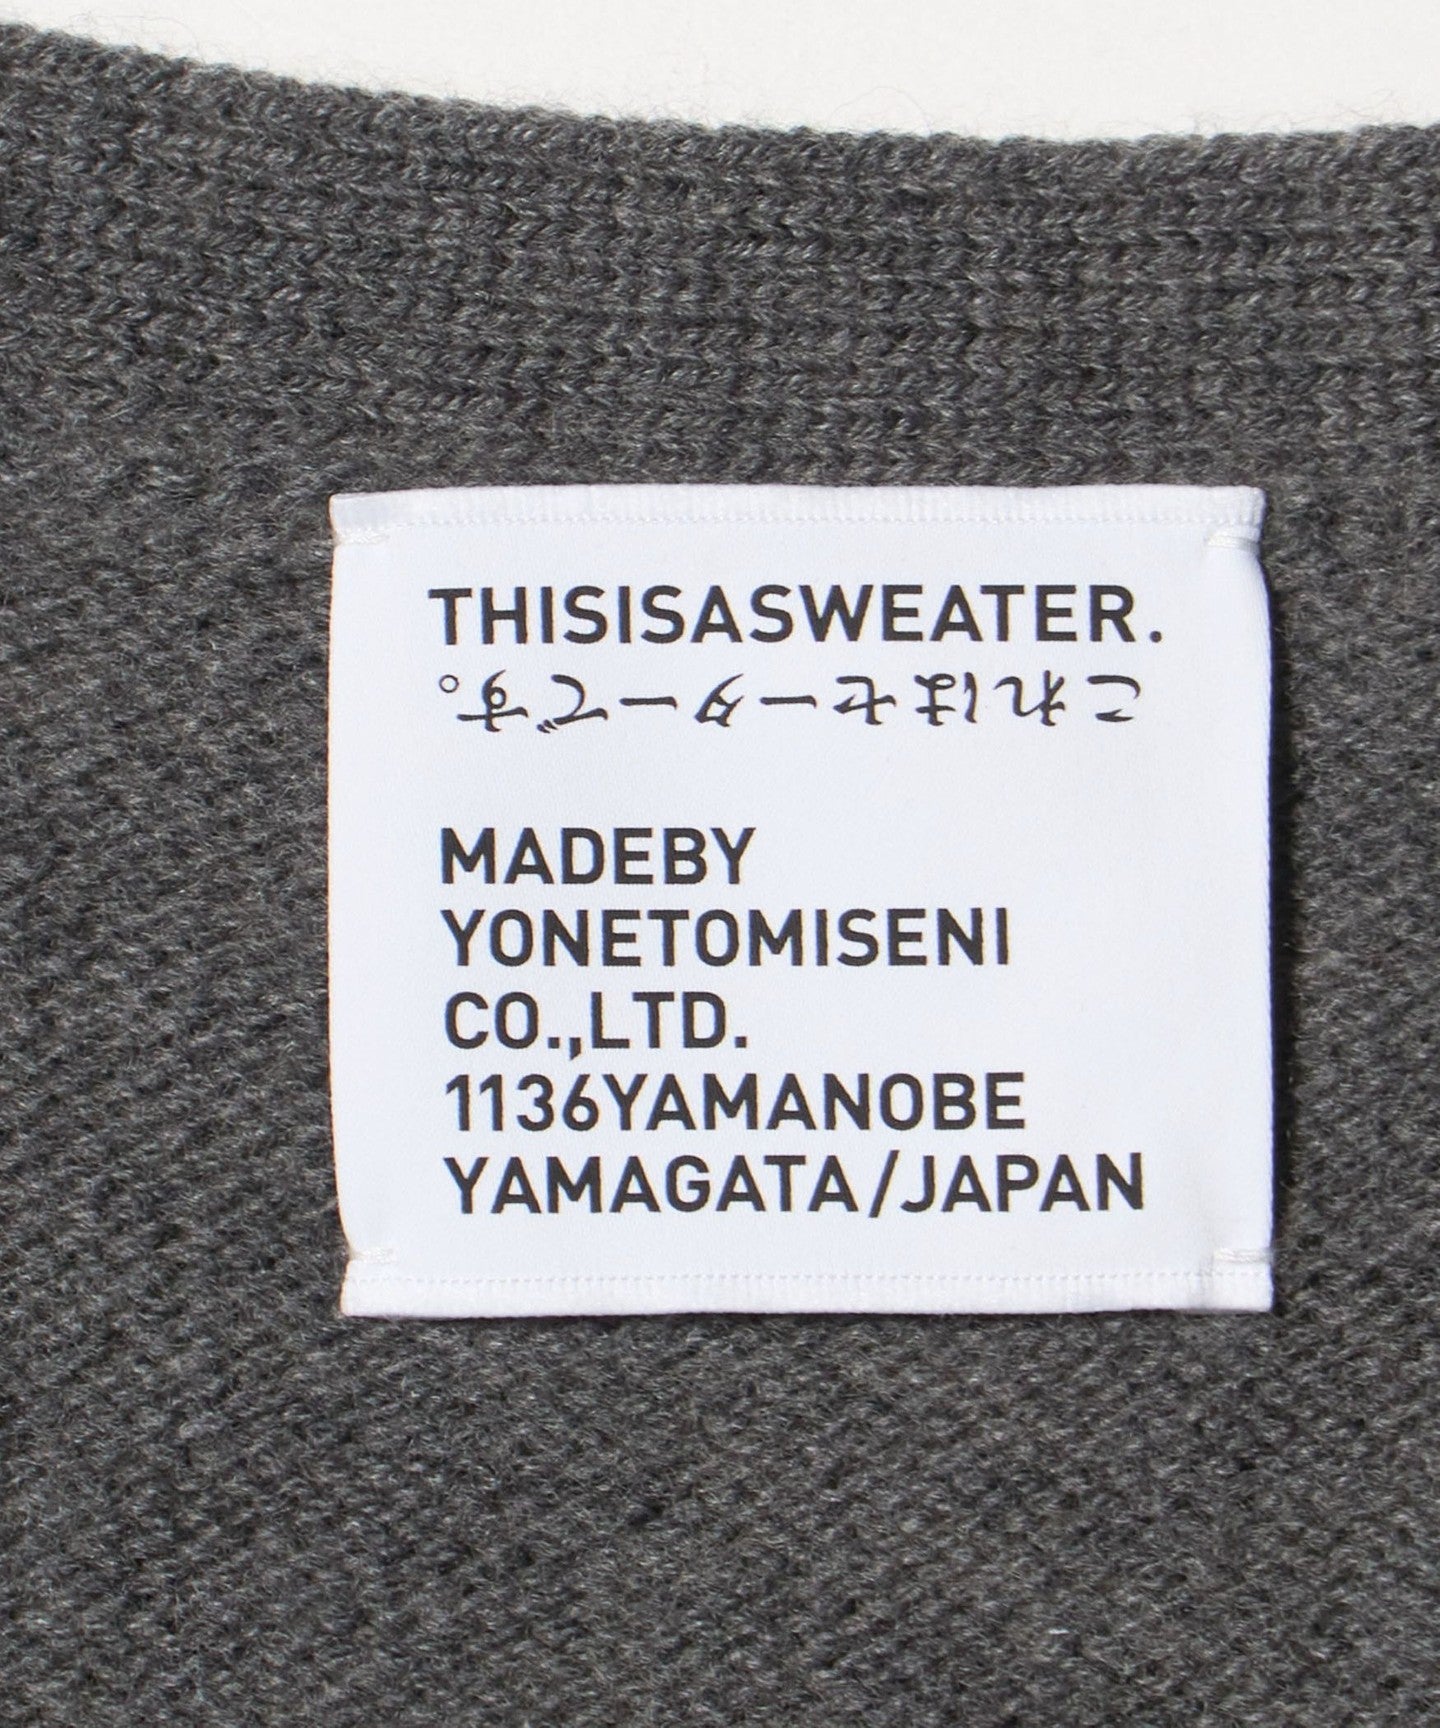 THISISASWEATER.
これはセーターです。
MADEBY
YONETOMISENI
CO.,LTD.
1136YAMANOBE
YAMAGATA/JAPAN